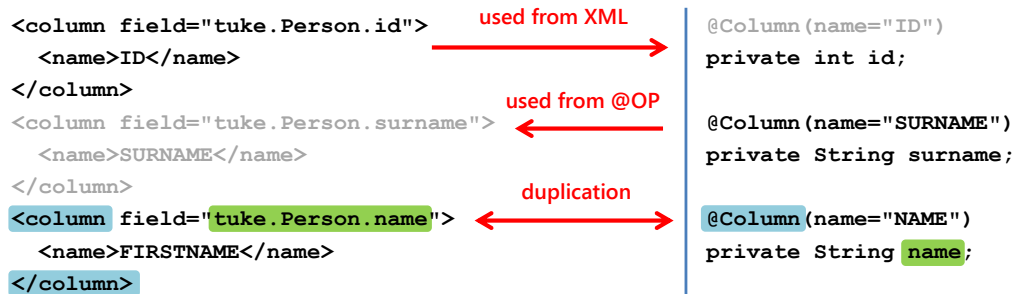 <column field="tuke.Person.id">
<name>ID</name>
</column>
<column field="tuke.Person.surname">
<name>SURNAME</name>
</column>
<column field="tuke.Person.name">
<name>FIRSTNAME</name>
</column>
used from XML
used from @OP
duplication
@Column(name="ID")
private int id;
@Column(name="SURNAME")
private String surname;
@Column(name="NAME")
private String name;